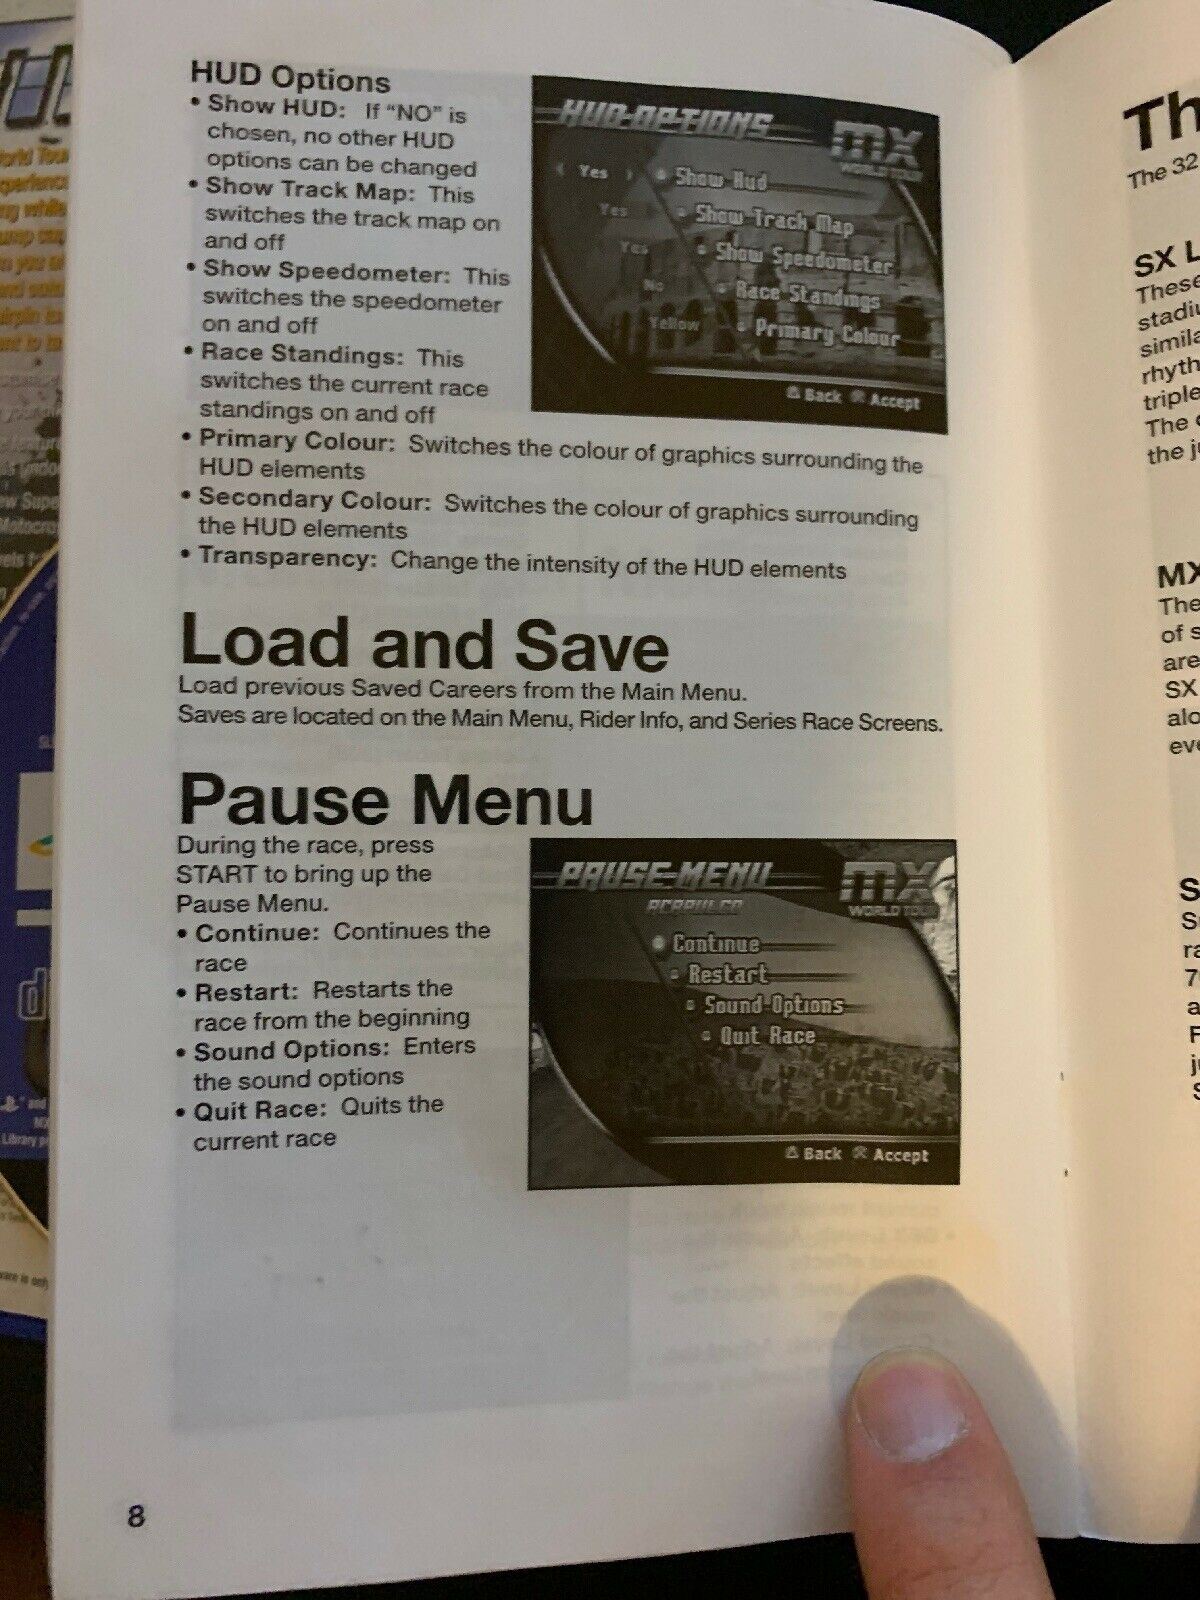 HUD Options
• Show HUD: If “NO” is
chosen, no other HUD
options can be changed
• Show Track Map: This
switches the track map on
and off
• Show Speedometer: This
switches the speedometer
on and off
• Race Standings: This
switches the current race
standings on and off
• Primary Colour: Switches the colour of graphics surrounding the
HUD elements
• Secondary Colour: Switches the colour of graphics surrounding
the HUD elements
• Transparency: Change the intensity of the HUD elements
HUD-OPTIONS
MX
WORLD TOUR
Yes Show Hud
Yes Show Track Map
Yes Show Speedometer
No Race Standings
Yellow Primary Colour
Back Accept
Load and Save
Load previous Saved Careers from the Main Menu.
Saves are located on the Main Menu, Rider Info, and Series Race Screens.
Pause Menu
During the race, press
START to bring up the
Pause Menu.
• Continue: Continues the
race
• Restart: Restarts the
race from the beginning
• Sound Options: Enters
the sound options
• Quit Race: Quits the
current race
PAUSE-MENU
ACAPULCO
MX
WORLD TOUR
Continue
Restart
Sound-Options
Quit Race
Back Accept
8
Th
The 32
SX L
These
the j
MX
The
of s
are
SX